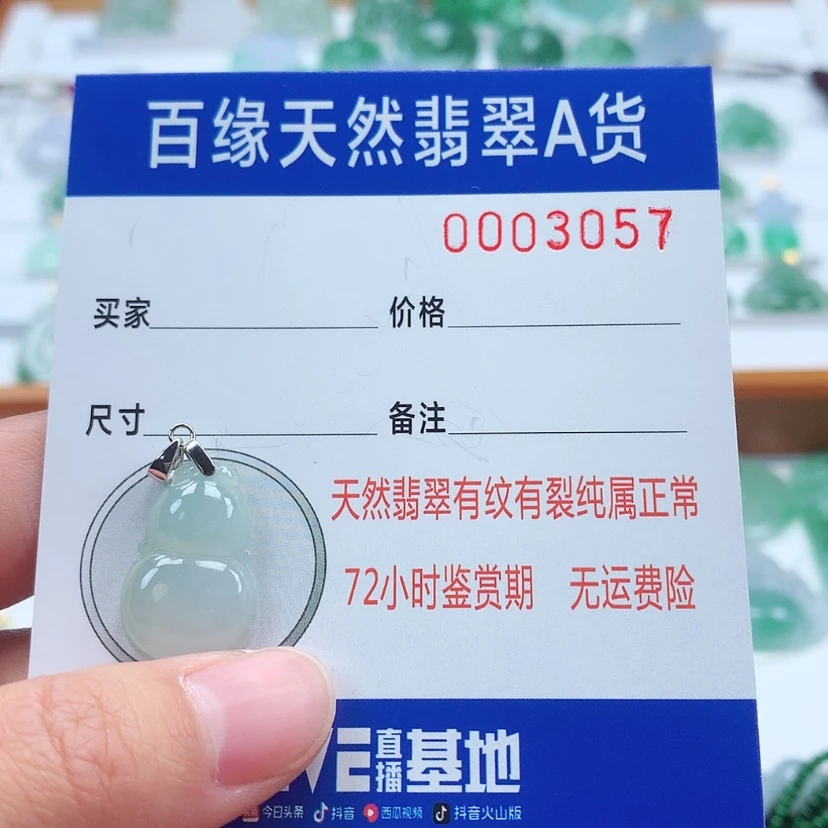 百缘天然翡翠A货
0003057
买家 价格
尺寸 备注
天然翡翠有纹有裂纯属正常
72小时鉴赏期 无运费险
VE直播基地
今日头条 抖音 西瓜视频 抖音火山版